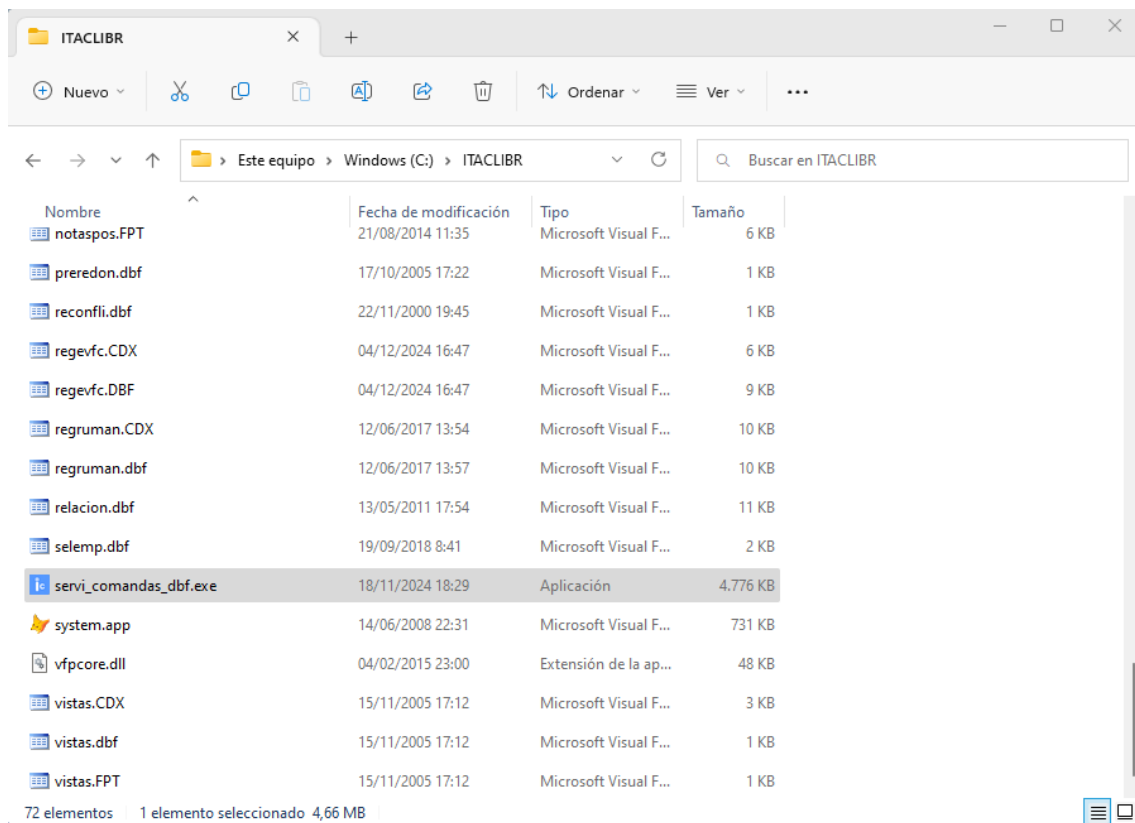 ITACLIBR
Nuevo Ordenar Ver
Este equipo > Windows (C:) > ITACLIBR Buscar en ITACLIBR
Nombre Fecha de modificación Tipo Tamaño
notaspos.FPT 21/08/2014 11:35 Microsoft Visual F... 6 KB
preredon.dbf 17/10/2005 17:22 Microsoft Visual F... 1 KB
reconfli.dbf 22/11/2000 19:45 Microsoft Visual F... 1 KB
regevfc.CDX 04/12/2024 16:47 Microsoft Visual F... 6 KB
regevfc.DBF 04/12/2024 16:47 Microsoft Visual F... 9 KB
regruman.CDX 12/06/2017 13:54 Microsoft Visual F... 10 KB
regruman.dbf 12/06/2017 13:57 Microsoft Visual F... 10 KB
relacion.dbf 13/05/2011 17:54 Microsoft Visual F... 11 KB
selemp.dbf 19/09/2018 8:41 Microsoft Visual F... 2 KB
servi_comandas_dbf.exe 18/11/2024 18:29 Aplicación 4.776 KB
system.app 14/06/2008 22:31 Microsoft Visual F... 731 KB
vfpcore.dll 04/02/2015 23:00 Extensión de la ap... 48 KB
vistas.CDX 15/11/2005 17:12 Microsoft Visual F... 3 KB
vistas.dbf 15/11/2005 17:12 Microsoft Visual F... 1 KB
vistas.FPT 15/11/2005 17:12 Microsoft Visual F... 1 KB
72 elementos 1 elemento seleccionado 4,66 MB